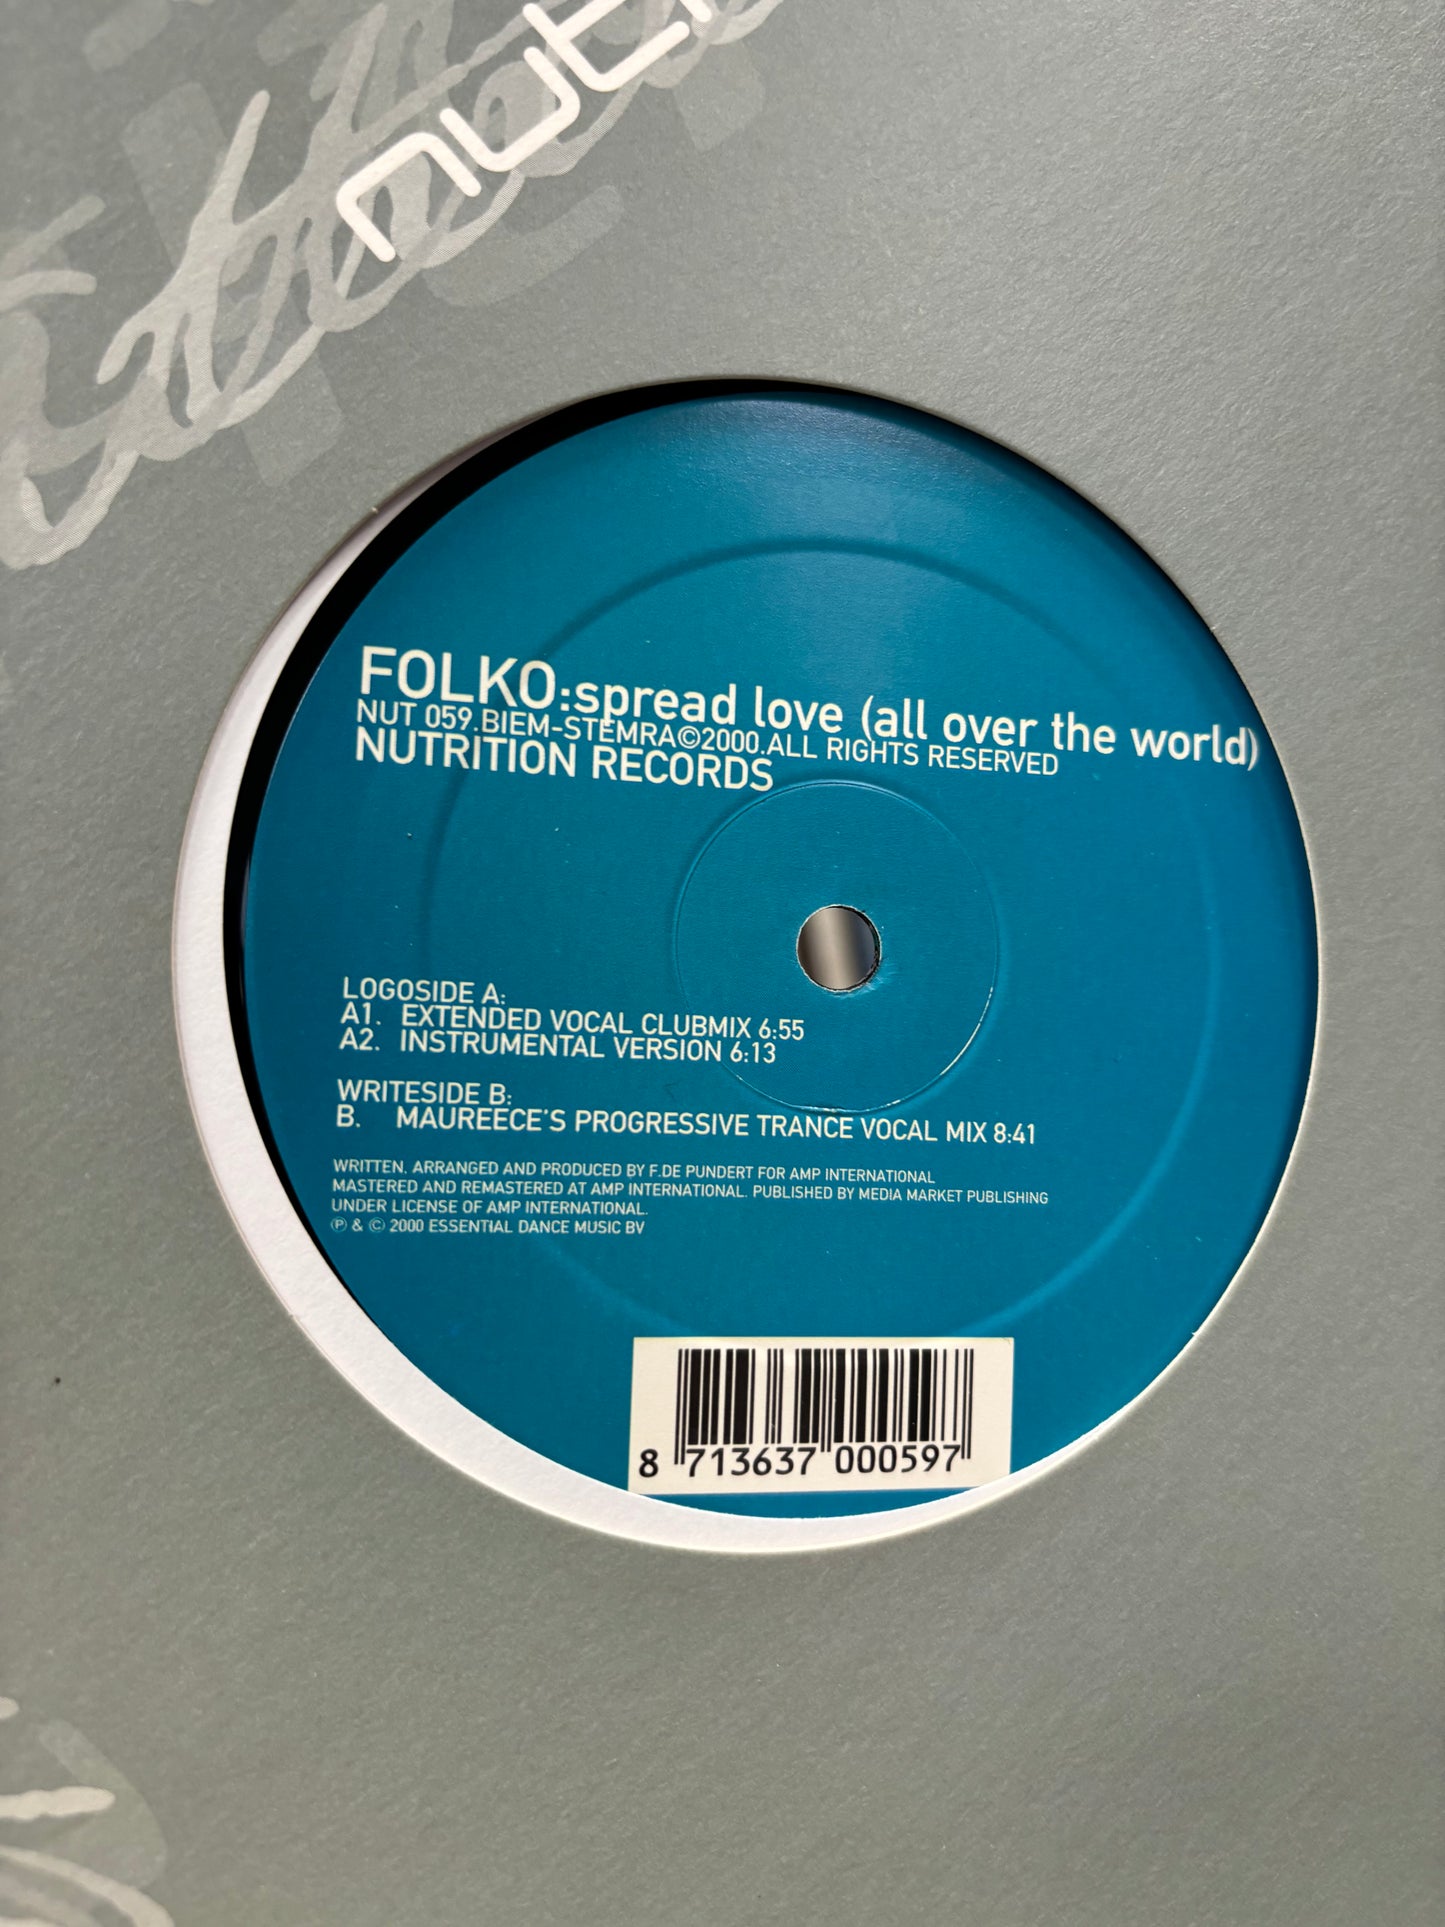 FOLKO:spread love (all over the world)
NUT 059.BIEM-STEMRA©2000.ALL RIGHTS RESERVED
NUTRITION RECORDS
LOGOSIDE A:
A1. EXTENDED VOCAL CLUBMIX 6:55
A2. INSTRUMENTAL VERSION 6:13
WRITESIDE B:
B. MAUREECE'S PROGRESSIVE TRANCE VOCAL MIX 8:41
WRITTEN, ARRANGED AND PRODUCED BY F.DE PUNDERT FOR AMP INTERNATIONAL
MASTERED AND REMASTERED AT AMP INTERNATIONAL. PUBLISHED BY MEDIA MARKET PUBLISHING
UNDER LICENSE OF AMP INTERNATIONAL.
℗ & © 2000 ESSENTIAL DANCE MUSIC BV
8 713637 000597